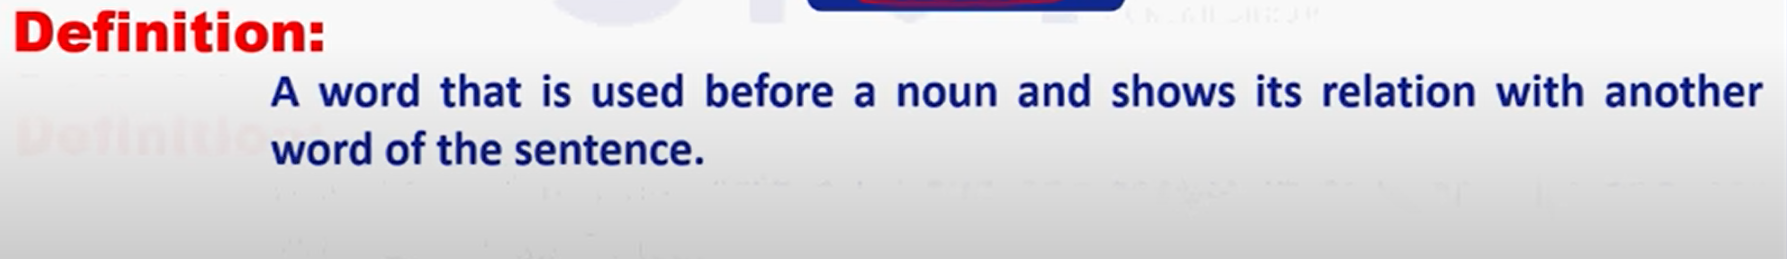 Definition:
A word that is used before a noun and shows its relation with another
word of the sentence.